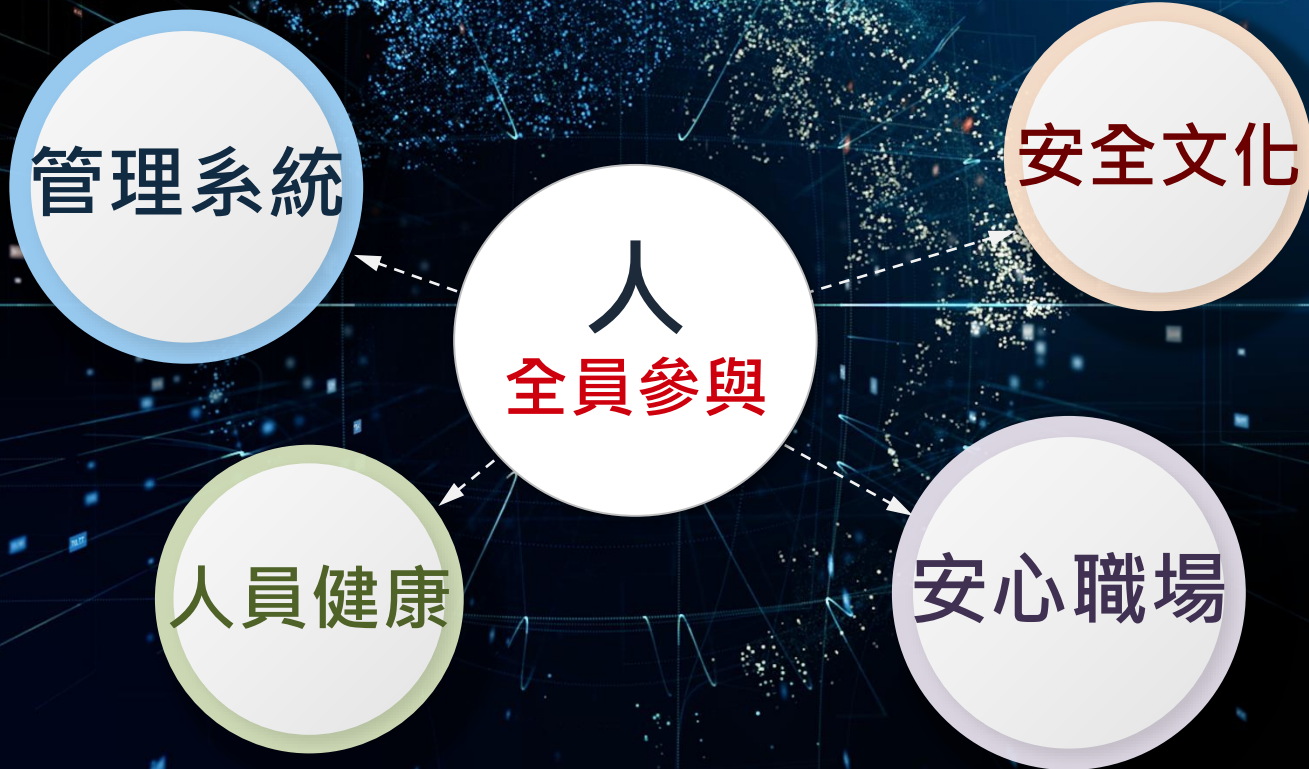 管理系統
安全文化
人
全員參與
人員健康
安心職場